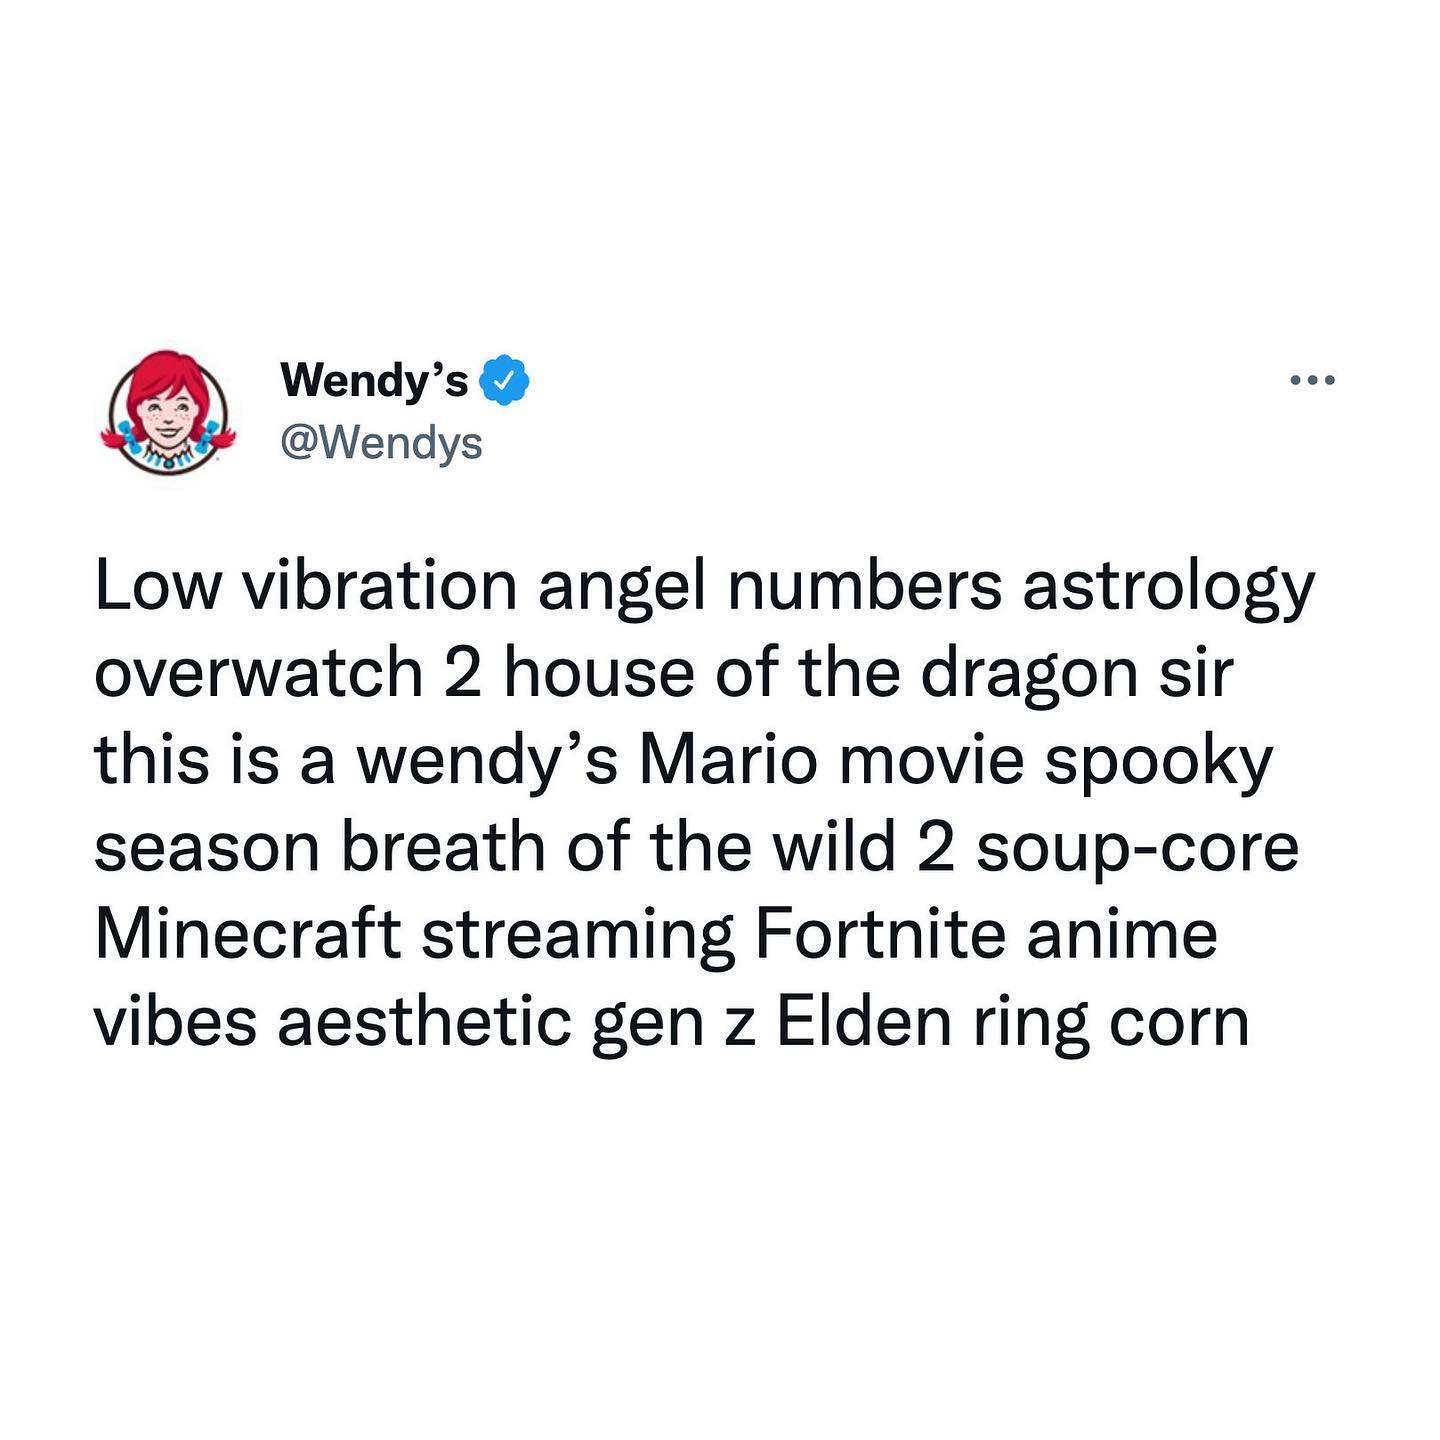 Wendy’s
@Wendys
Low vibration angel numbers astrology
overwatch 2 house of the dragon sir
this is a wendy’s Mario movie spooky
season breath of the wild 2 soup-core
Minecraft streaming Fortnite anime
vibes aesthetic gen z Elden ring corn